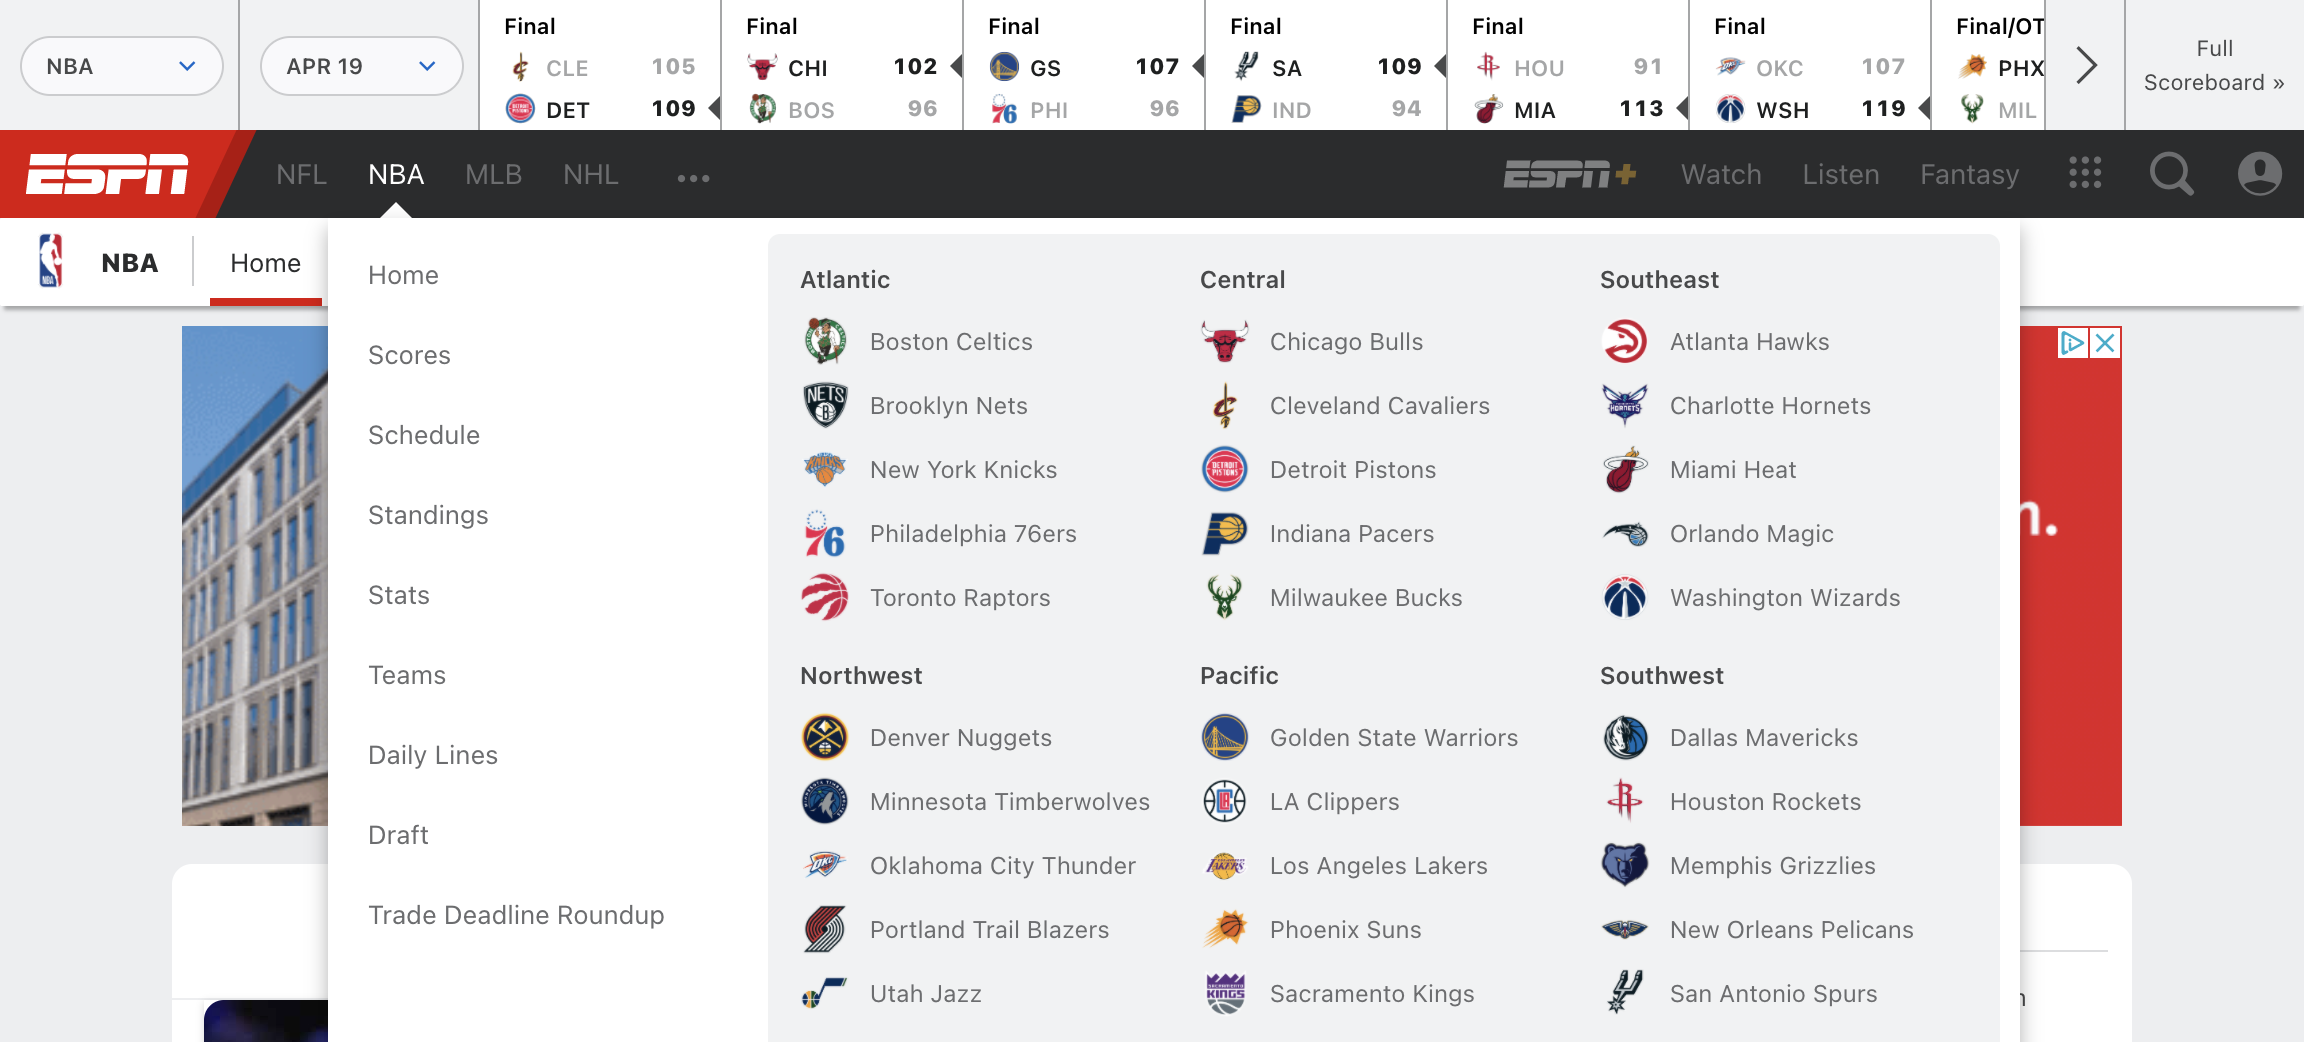 NBA
APR 19
Final
CLE 105
DET 109
Final
CHI 102
BOS 96
Final
GS 107
PHI 96
Final
SA 109
IND 94
Final
HOU 91
MIA 113
Final
OKC 107
WSH 119
Final/OT
PHX
MIL
Full
Scoreboard »
ESPN NFL NBA MLB NHL ESPN+ Watch Listen Fantasy
NBA Home
Home
Scores
Schedule
Standings
Stats
Teams
Daily Lines
Draft
Trade Deadline Roundup
Atlantic
Boston Celtics
Brooklyn Nets
New York Knicks
Philadelphia 76ers
Toronto Raptors
Central
Chicago Bulls
Cleveland Cavaliers
Detroit Pistons
Indiana Pacers
Milwaukee Bucks
Southeast
Atlanta Hawks
Charlotte Hornets
Miami Heat
Orlando Magic
Washington Wizards
Northwest
Denver Nuggets
Minnesota Timberwolves
Oklahoma City Thunder
Portland Trail Blazers
Utah Jazz
Pacific
Golden State Warriors
LA Clippers
Los Angeles Lakers
Phoenix Suns
Sacramento Kings
Southwest
Dallas Mavericks
Houston Rockets
Memphis Grizzlies
New Orleans Pelicans
San Antonio Spurs